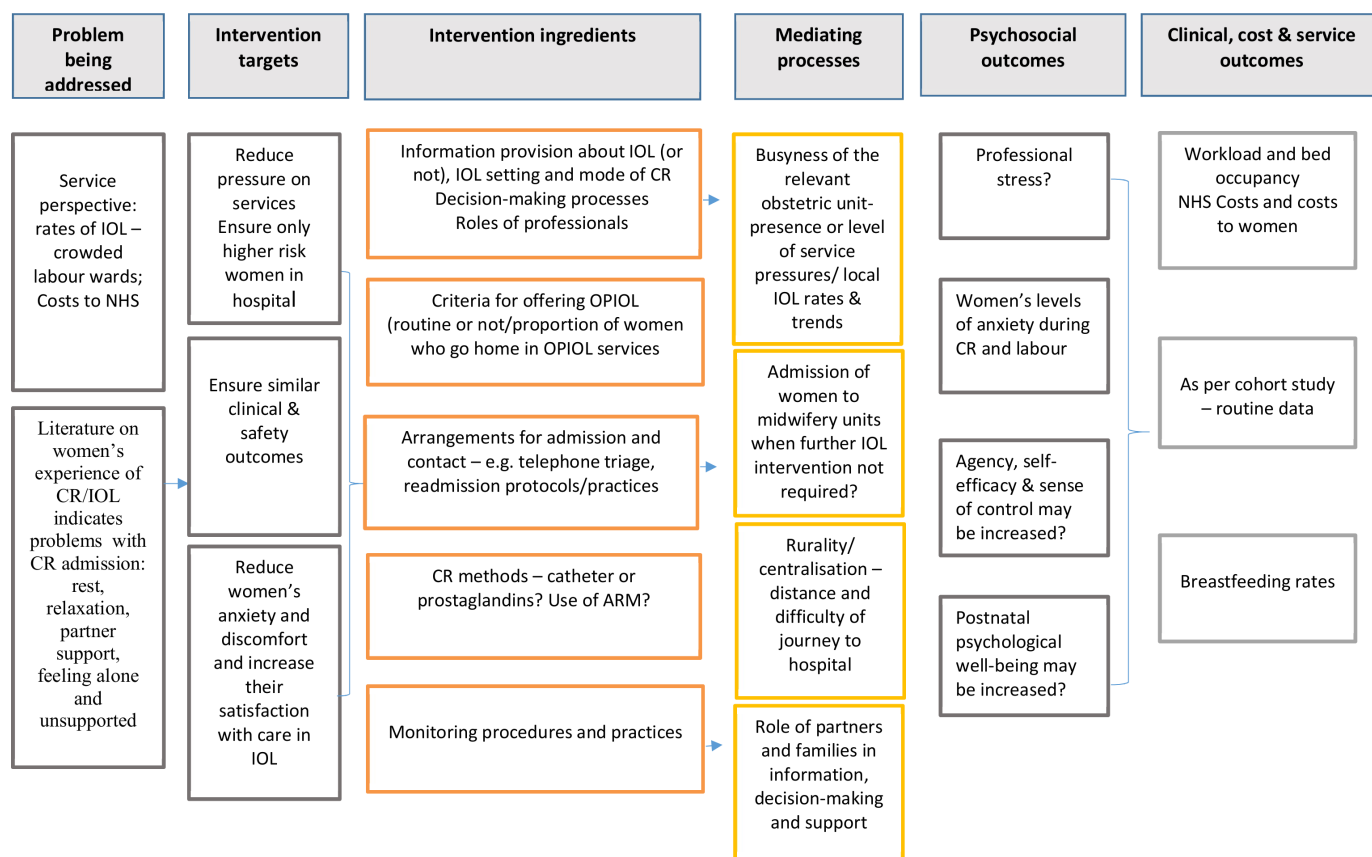 Problem
being
addressed
Intervention
targets
Intervention ingredients
Mediating
processes
Psychosocial
outcomes
Clinical, cost & service
outcomes
Service
perspective:
rates of IOL –
crowded
labour wards;
Costs to NHS
Literature on
women’s
experience of
CR/IOL
indicates
problems with
CR admission:
rest,
relaxation,
partner
support,
feeling alone
and
unsupported
Reduce
pressure on
services
Ensure only
higher risk
women in
hospital
Ensure similar
clinical &
safety
outcomes
Reduce
women’s
anxiety and
discomfort
and increase
their
satisfaction
with care in
IOL
Information provision about IOL (or
not), IOL setting and mode of CR
Decision-making processes
Roles of professionals
Criteria for offering OPIOL
(routine or not/proportion of women
who go home in OPIOL services
Arrangements for admission and
contact – e.g. telephone triage,
readmission protocols/practices
CR methods – catheter or
prostaglandins? Use of ARM?
Monitoring procedures and practices
Busyness of the
relevant
obstetric unit-
presence or level
of service
pressures/ local
IOL rates &
trends
Admission of
women to
midwifery units
when further IOL
intervention not
required?
Rurality/
centralisation –
distance and
difficulty of
journey to
hospital
Role of partners
and families in
information,
decision-making
and support
Professional
stress?
Women’s levels
of anxiety during
CR and labour
Agency, self-
efficacy & sense
of control may
be increased?
Postnatal
psychological
well-being may
be increased?
Workload and bed
occupancy
NHS Costs and costs
to women
As per cohort study
– routine data
Breastfeeding rates